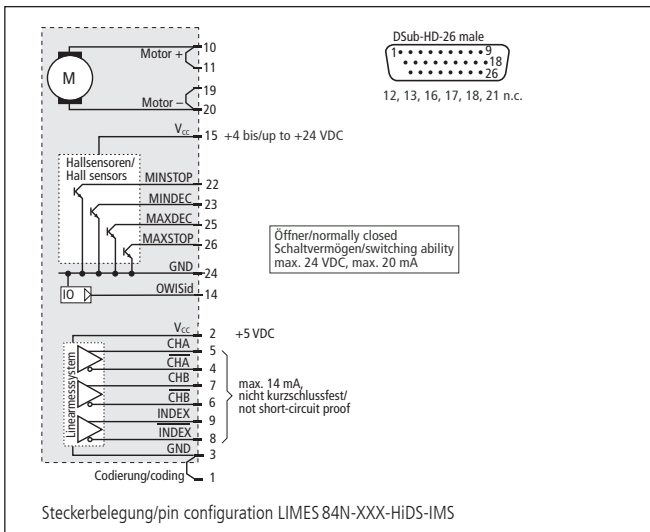 DSub-HD-26 male
1 9
18
26
12, 13, 16, 17, 18, 21 n.c.
M
Motor +
10
11
Motor –
19
20
Vcc 15 +4 bis/up to +24 VDC
Hallsensoren/
Hall sensors
MINSTOP 22
MINDEC 23
MAXDEC 25
MAXSTOP 26
GND 24
IO OWISid 14
Öffner/normally closed
Schaltvermögen/switching ability
max. 24 VDC, max. 20 mA
Linearmesssystem
Vcc 2 +5 VDC
CHA 5
C̅H̅A̅ 4
CHB 7
C̅H̅B̅ 6
INDEX 9
I̅N̅D̅E̅X̅ 8
GND 3
max. 14 mA,
nicht kurzschlussfest/
not short-circuit proof
Codierung/coding 1
Steckerbelegung/pin configuration LIMES 84N-XXX-HiDS-IMS